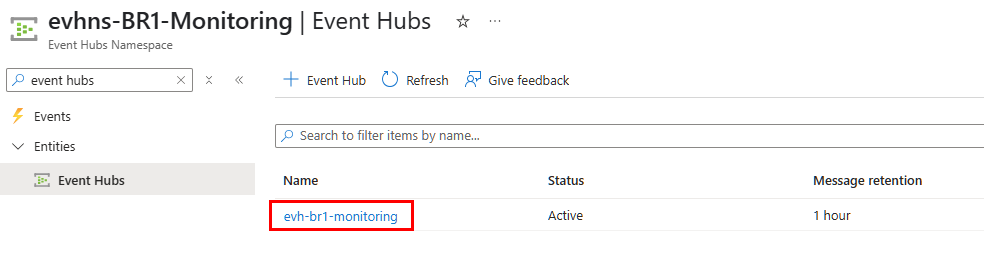 evhns-BR1-Monitoring | Event Hubs
Event Hubs Namespace
event hubs
Event Hub Refresh Give feedback
Events
Entities
Event Hubs
Search to filter items by name...
Name Status Message retention
evh-br1-monitoring Active 1 hour